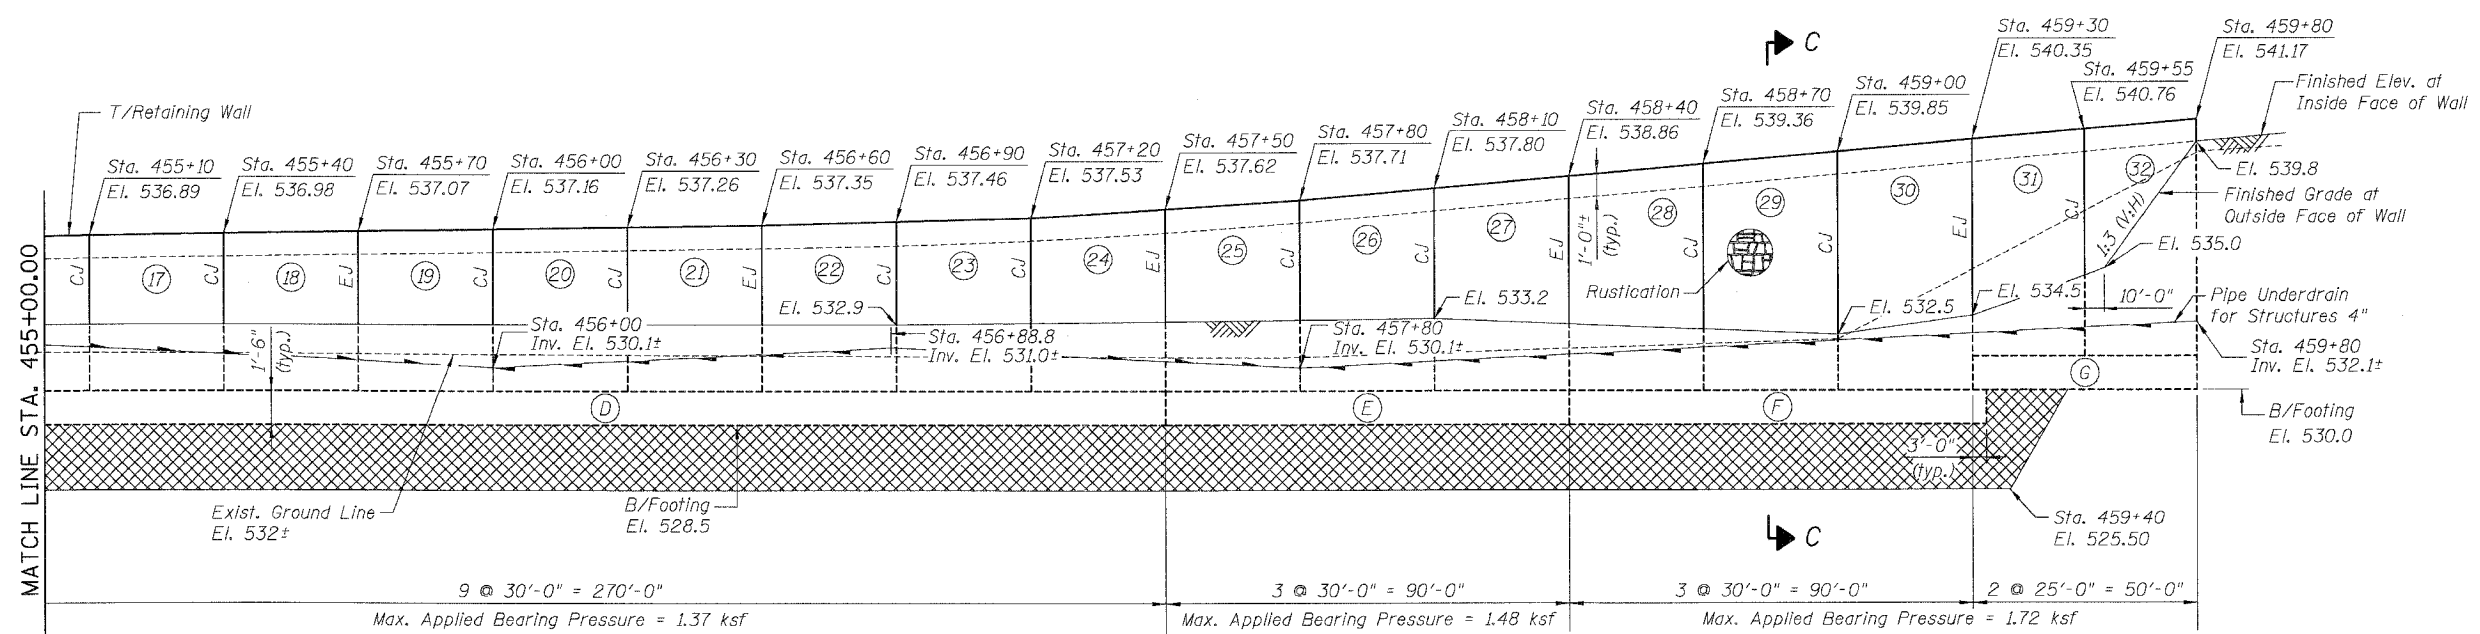 T/Retaining Wall
Sta. 455+10
El. 536.89
Sta. 455+40
El. 536.98
Sta. 455+70
El. 537.07
Sta. 456+00
El. 537.16
Sta. 456+30
El. 537.26
Sta. 456+60
El. 537.35
Sta. 456+90
El. 537.46
Sta. 457+20
El. 537.53
Sta. 457+50
El. 537.62
Sta. 457+80
El. 537.71
Sta. 458+10
El. 537.80
Sta. 458+40
El. 538.86
Sta. 458+70
El. 539.36
Sta. 459+00
El. 539.85
Sta. 459+30
El. 540.35
Sta. 459+55
El. 540.76
Sta. 459+80
El. 541.17
C
Finished Elev. at
Inside Face of Wall
El. 539.8
Finished Grade at
Outside Face of Wall
1:3 (V:H)
El. 535.0
10'-0"
Pipe Underdrain
for Structures 4"
Sta. 459+80
Inv. El. 532.1±
CJ
17
CJ
18
EJ
19
CJ
20
CJ
21
EJ
22
CJ
23
CJ
24
EJ
25
CJ
26
CJ
27
EJ
28
CJ
29
CJ
30
EJ
31
CJ
32
1'-0"±
(typ.)
Rustication
El. 532.9
El. 533.2
El. 532.5
El. 534.5
1'-6"
(typ.)
Sta. 456+00
Inv. El. 530.1±
Sta. 456+88.8
Inv. El. 531.0±
Sta. 457+80
Inv. El. 530.1±
D
E
F
G
B/Footing
El. 530.0
3'-0"
(typ.)
Exist. Ground Line
El. 532±
B/Footing
El. 528.5
Sta. 459+40
El. 525.50
C
MATCH LINE STA. 455+00.00
9 @ 30'-0" = 270'-0"
3 @ 30'-0" = 90'-0"
3 @ 30'-0" = 90'-0"
2 @ 25'-0" = 50'-0"
Max. Applied Bearing Pressure = 1.37 ksf
Max. Applied Bearing Pressure = 1.48 ksf
Max. Applied Bearing Pressure = 1.72 ksf